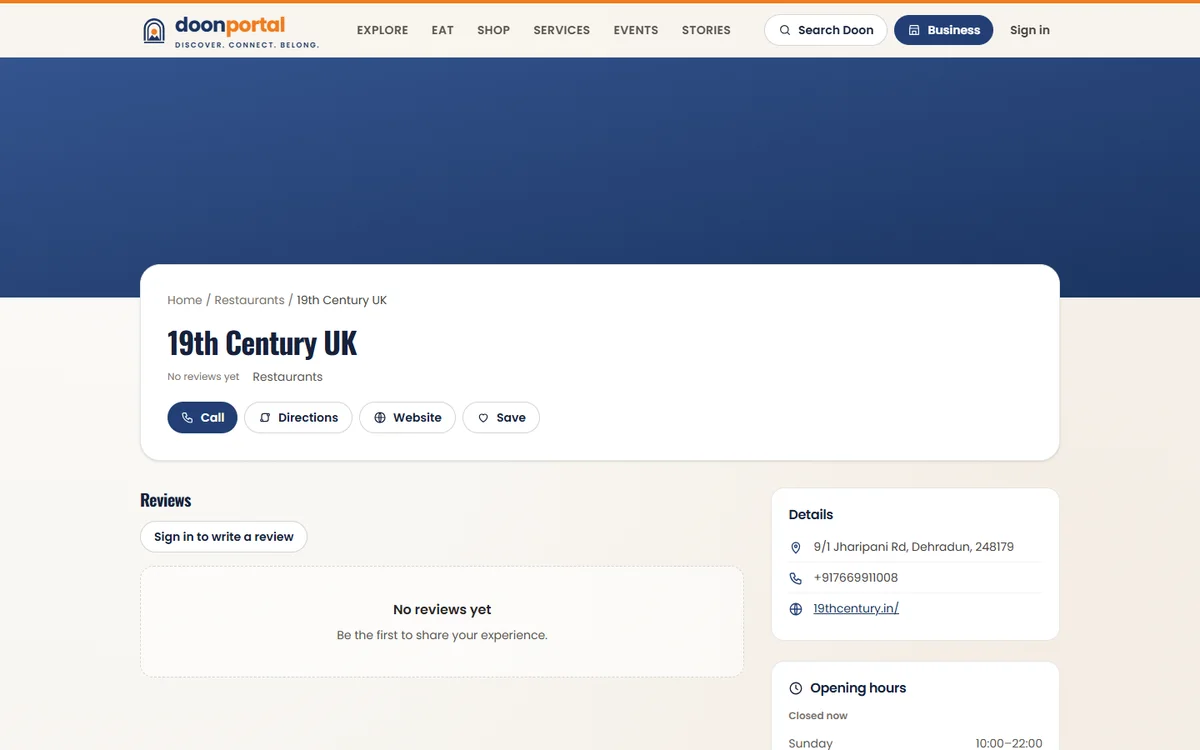 doonportal
DISCOVER. CONNECT. BELONG.
EXPLORE EAT SHOP SERVICES EVENTS STORIES
Search Doon
Business
Sign in
Home / Restaurants / 19th Century UK
19th Century UK
No reviews yet Restaurants
Call Directions Website Save
Reviews
Sign in to write a review
No reviews yet
Be the first to share your experience.
Details
9/1 Jharipani Rd, Dehradun, 248179
+917669911008
19thcentury.in/
Opening hours
Closed now
Sunday 10:00–22:00